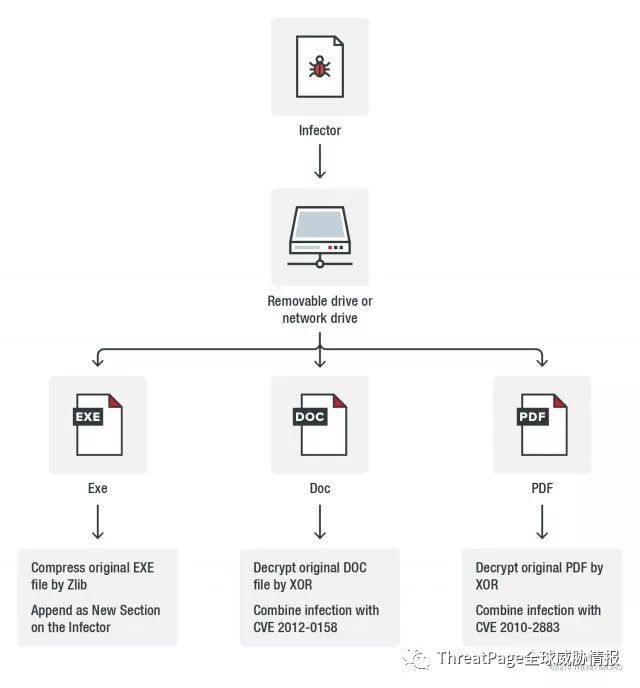 Infector
Removable drive or
network drive
EXE
DOC
PDF
Exe
Doc
PDF
Compress original EXE
file by Zlib
Append as New Section
on the Infector
Decrypt original DOC
file by XOR
Combine infection with
CVE 2012-0158
Decrypt original PDF by
XOR
Combine infection with
CVE 2010-2883
ThreatPage全球威胁情报